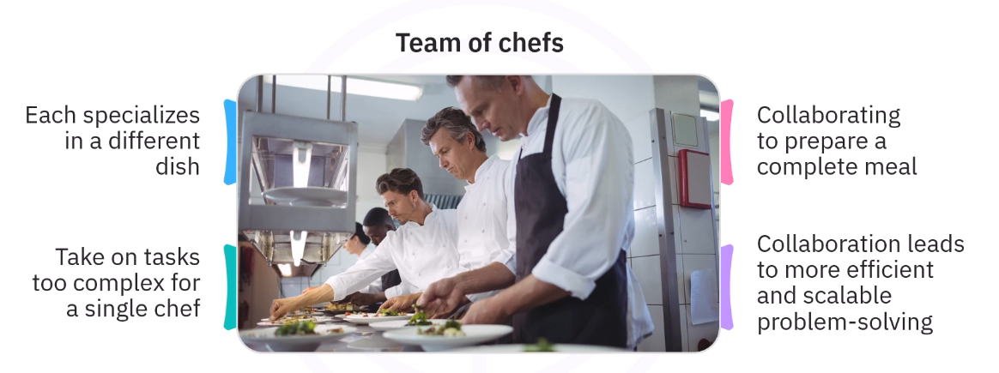 Team of chefs
Each specializes
in a different
dish
Take on tasks
too complex for
a single chef
Collaborating
to prepare a
complete meal
Collaboration leads
to more efficient
and scalable
problem-solving